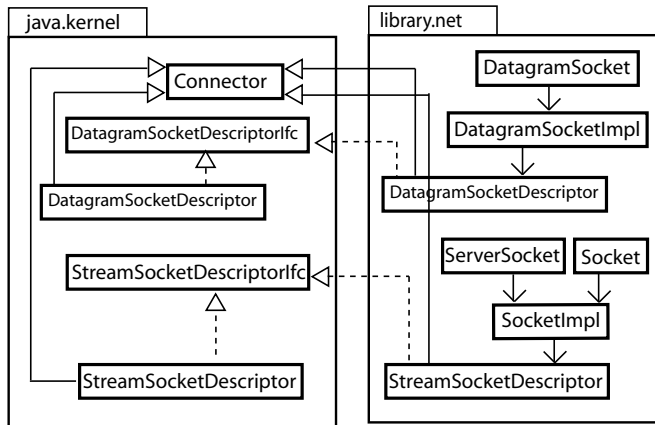 java.kernel
Connector
DatagramSocketDescriptorIfc
DatagramSocketDescriptor
StreamSocketDescriptorIfc
StreamSocketDescriptor
library.net
DatagramSocket
DatagramSocketImpl
DatagramSocketDescriptor
ServerSocket
Socket
SocketImpl
StreamSocketDescriptor